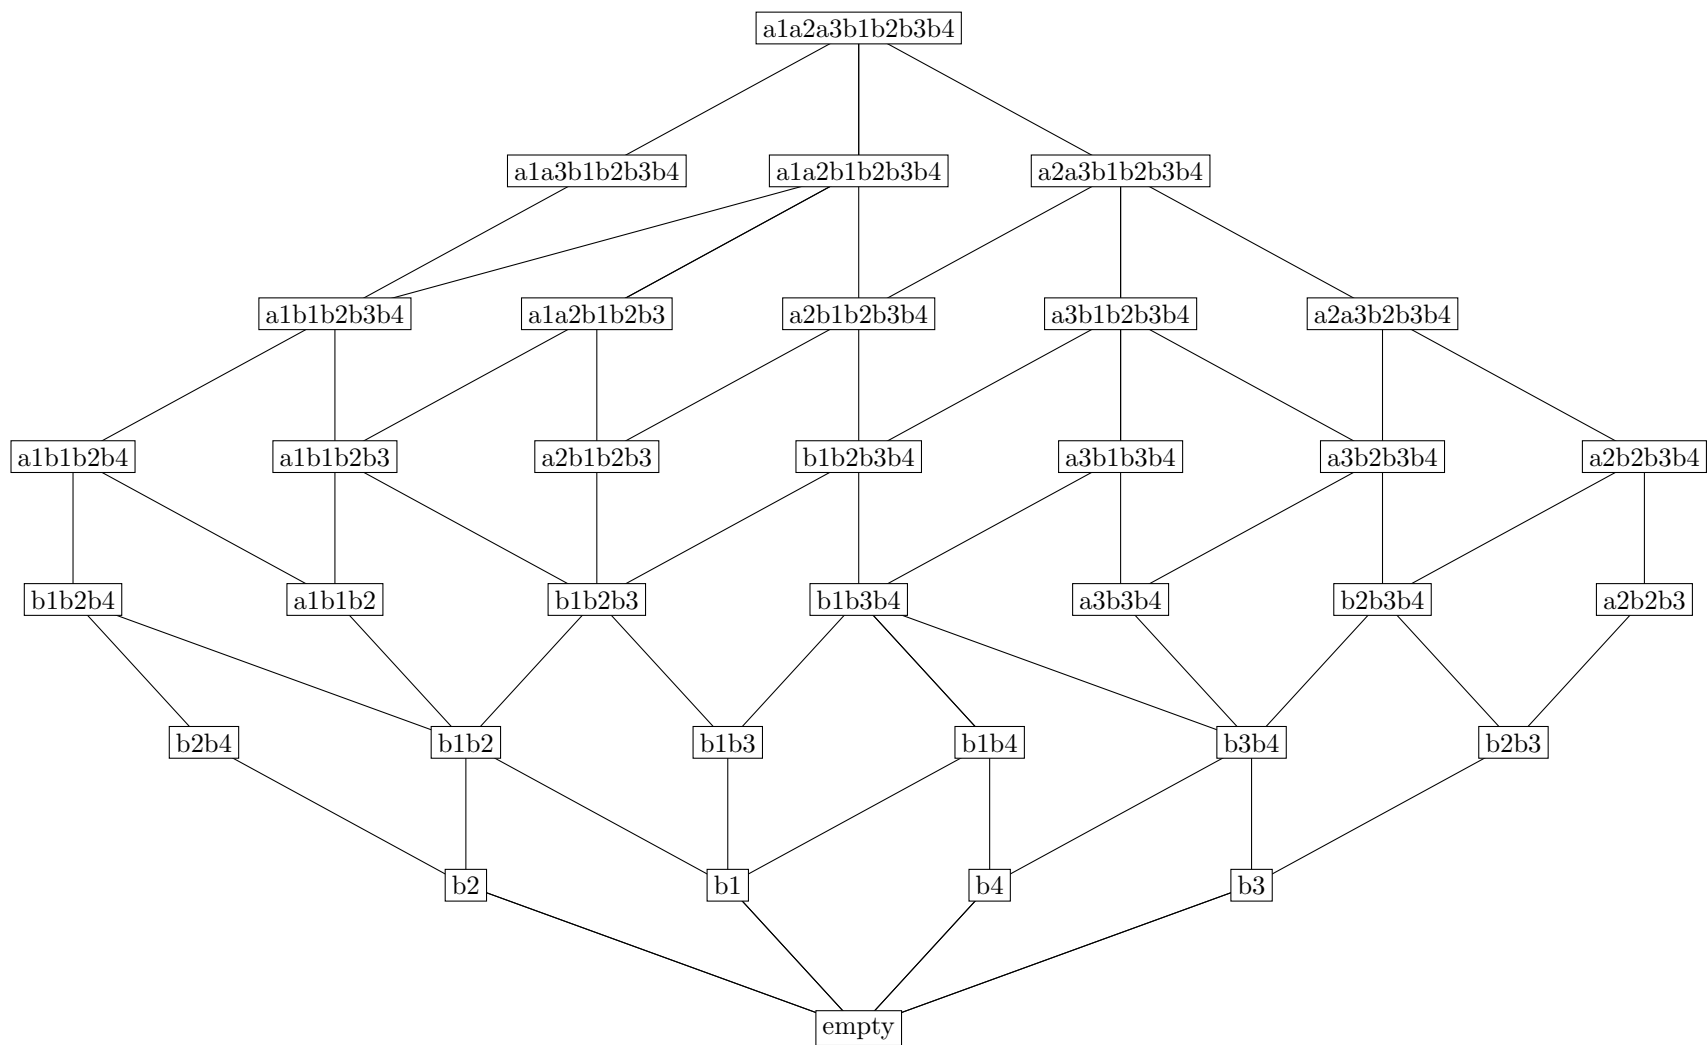 a1a2a3b1b2b3b4
a1a3b1b2b3b4 a1a2b1b2b3b4 a2a3b1b2b3b4
a1b1b2b3b4 a1a2b1b2b3 a2b1b2b3b4 a3b1b2b3b4 a2a3b2b3b4
a1b1b2b4 a1b1b2b3 a2b1b2b3 b1b2b3b4 a3b1b3b4 a3b2b3b4 a2b2b3b4
b1b2b4 a1b1b2 b1b2b3 b1b3b4 a3b3b4 b2b3b4 a2b2b3
b2b4 b1b2 b1b3 b1b4 b3b4 b2b3
b2 b1 b4 b3
empty